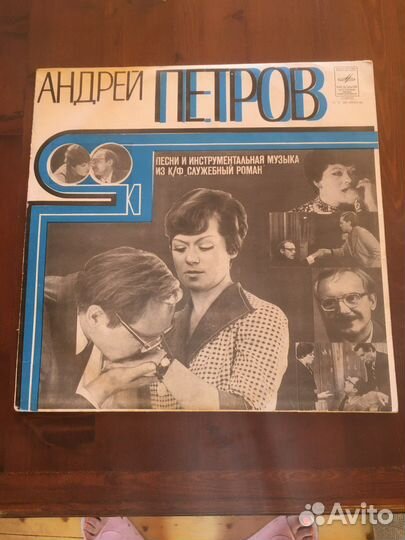 АНДРЕЙ ПЕТРОВ
ПЕСНИ И ИНСТРУМЕНТАЛЬНАЯ МУЗЫКА
ИЗ К/Ф „СЛУЖЕБНЫЙ РОМАН“
Avito